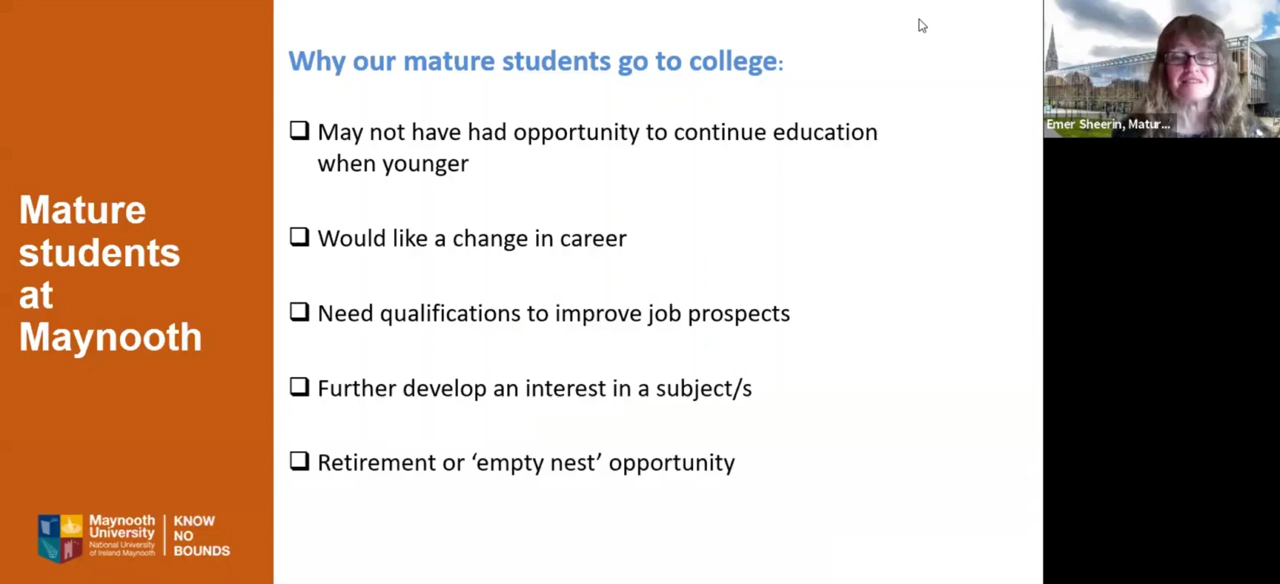 Why our mature students go to college:
❑ May not have had opportunity to continue education
when younger
❑ Would like a change in career
❑ Need qualifications to improve job prospects
❑ Further develop an interest in a subject/s
❑ Retirement or ‘empty nest’ opportunity
Mature
students
at
Maynooth
Maynooth
University
National University
of Ireland Maynooth
KNOW
NO
BOUNDS
Emer Sheerin, Matur...